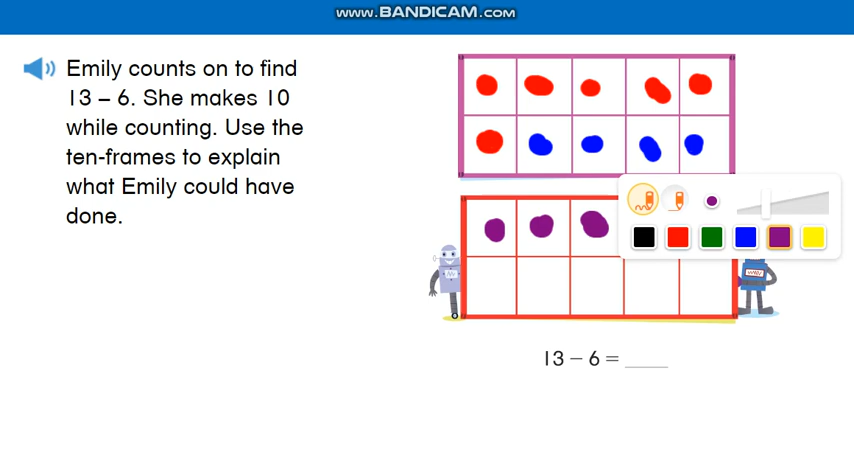 www.BANDICAM.com
Emily counts on to find
13 – 6. She makes 10
while counting. Use the
ten-frames to explain
what Emily could have
done.
13 – 6 = ____